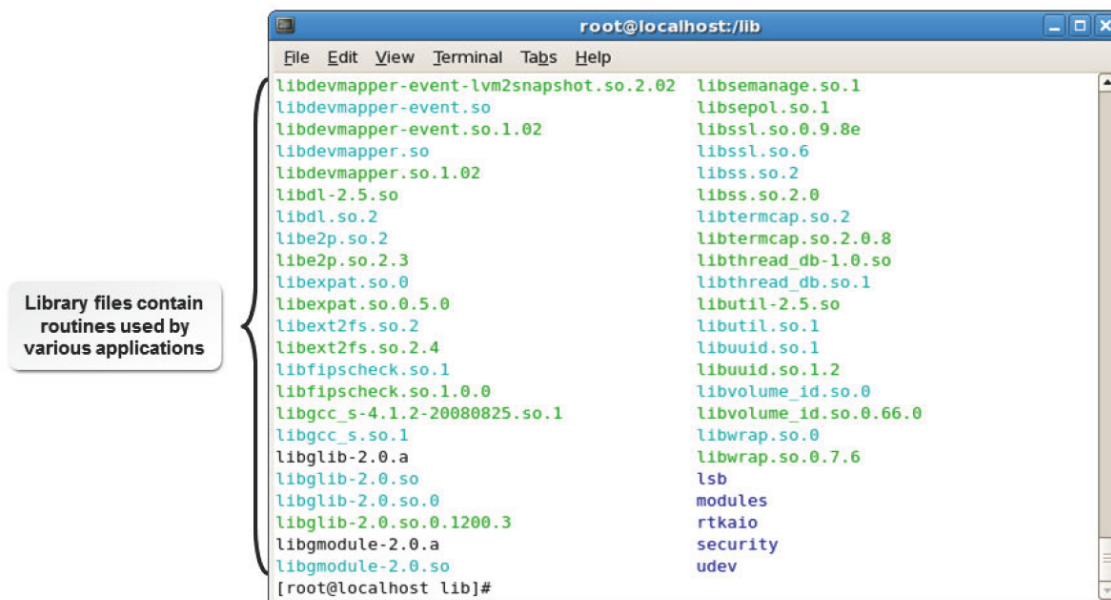 root@localhost:/lib
File Edit View Terminal Tabs Help
libdevmapper-event-lvm2snapshot.so.2.02 libsemanage.so.1
libdevmapper-event.so libsepol.so.1
libdevmapper-event.so.1.02 libssl.so.0.9.8e
libdevmapper.so libssl.so.6
libdevmapper.so.1.02 libss.so.2
libdl-2.5.so libss.so.2.0
libdl.so.2 libtermcap.so.2
libe2p.so.2 libtermcap.so.2.0.8
libe2p.so.2.3 libthread_db-1.0.so
libexpat.so.0 libthread_db.so.1
libexpat.so.0.5.0 libutil-2.5.so
libext2fs.so.2 libutil.so.1
libext2fs.so.2.4 libuuid.so.1
libfipscheck.so.1 libuuid.so.1.2
libfipscheck.so.1.0.0 libvolume_id.so.0
libgcc_s-4.1.2-20080825.so.1 libvolume_id.so.0.66.0
libgcc_s.so.1 libwrap.so.0
libglib-2.0.a libwrap.so.0.7.6
libglib-2.0.so lsb
libglib-2.0.so.0 modules
libglib-2.0.so.0.1200.3 rtkaio
libgmodule-2.0.a security
libgmodule-2.0.so udev
[root@localhost lib]#
Library files contain
routines used by
various applications